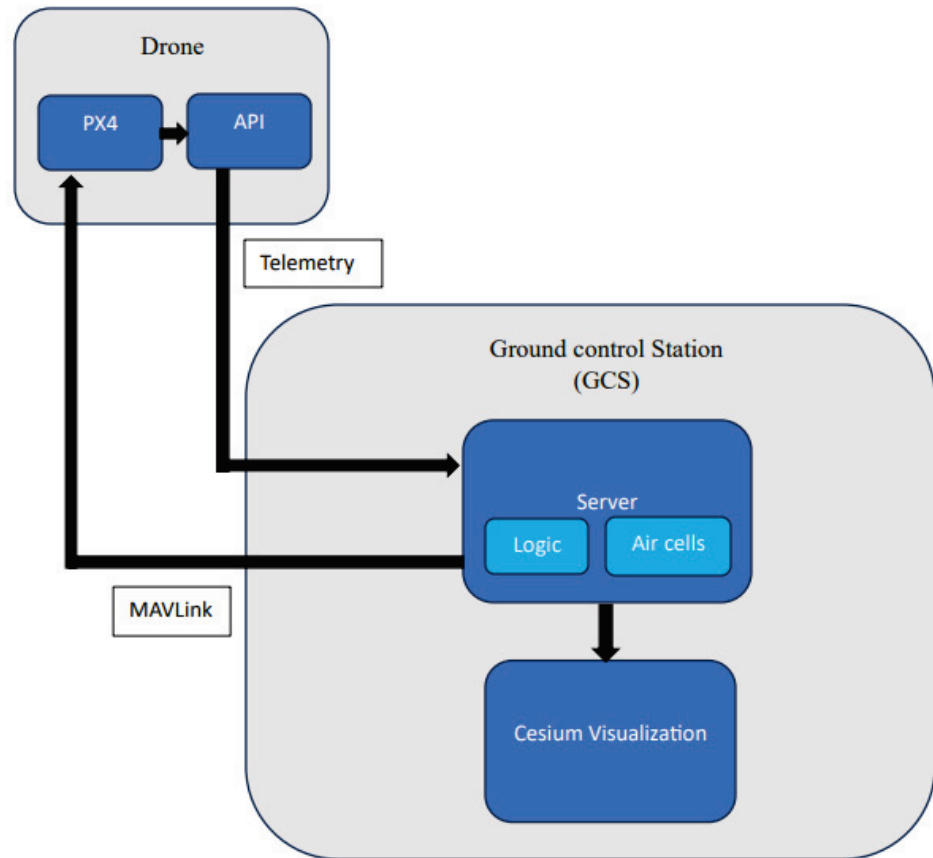 Drone
PX4
API
Telemetry
Ground control Station
(GCS)
Server
Logic
Air cells
MAVLink
Cesium Visualization